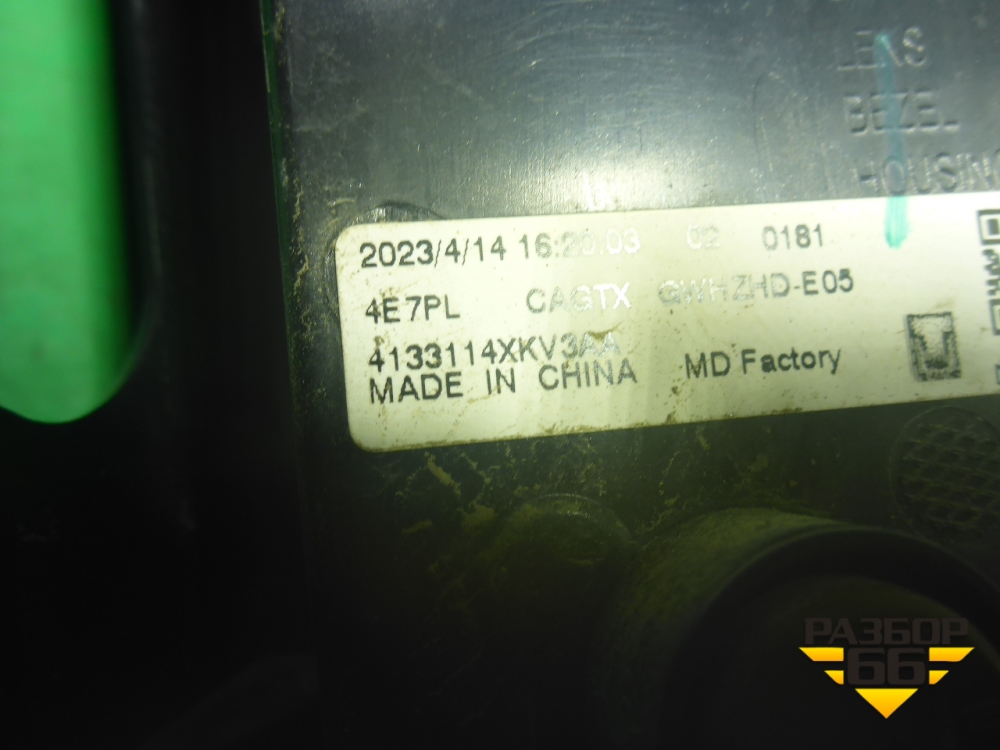 LENS
BEZEL
HOUSING
2023/4/14 16:20:03 02 0181
4E7PL CAGTX GWHZHD-E05
4133114XKV3AA
MADE IN CHINA MD Factory
РАЗБОР
66